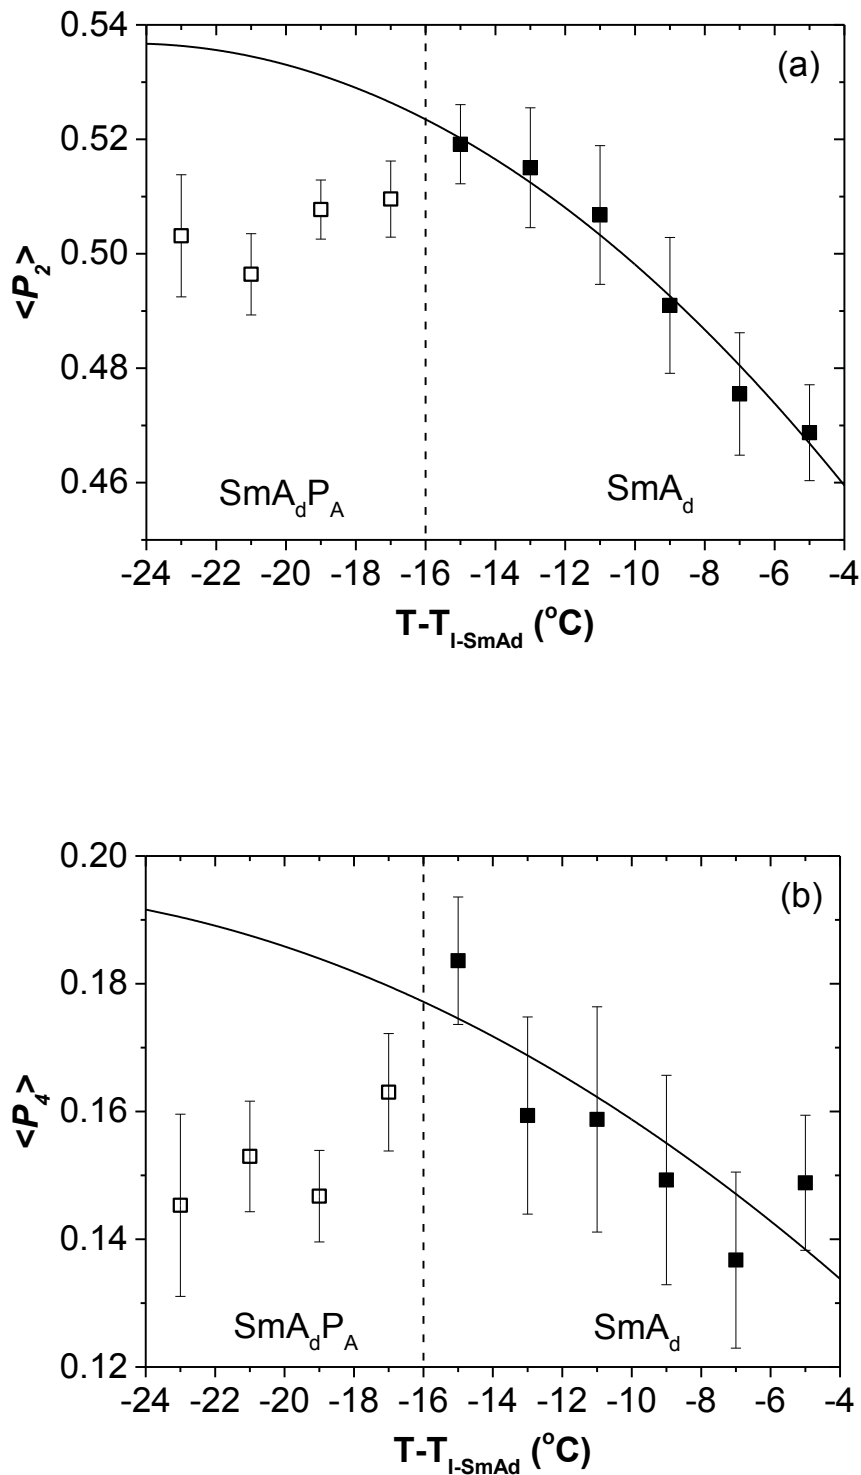 0.54
(a)
0.52
0.50
<P2>
0.48
SmAdPA
SmAd
0.46
-24 -22 -20 -18 -16 -14 -12 -10 -8 -6 -4
T-TI-SmAd (oC)
0.20
(b)
0.18
0.16
<P4>
0.14
SmAdPA
SmAd
0.12
-24 -22 -20 -18 -16 -14 -12 -10 -8 -6 -4
T-TI-SmAd (oC)